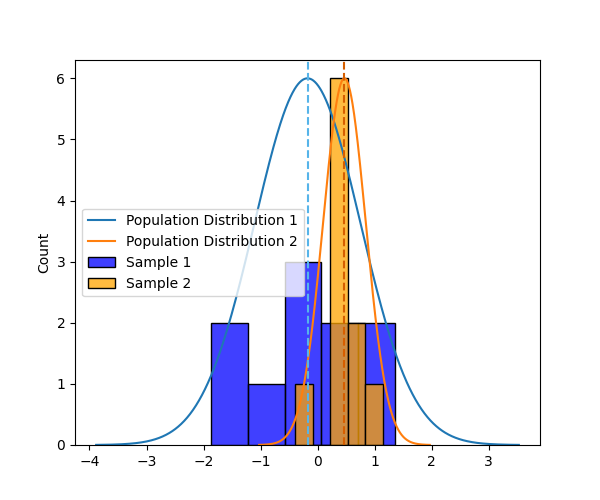 6
5
4
3
2
1
0
Count
Population Distribution 1
Population Distribution 2
Sample 1
Sample 2
−4 −3 −2 −1 0 1 2 3